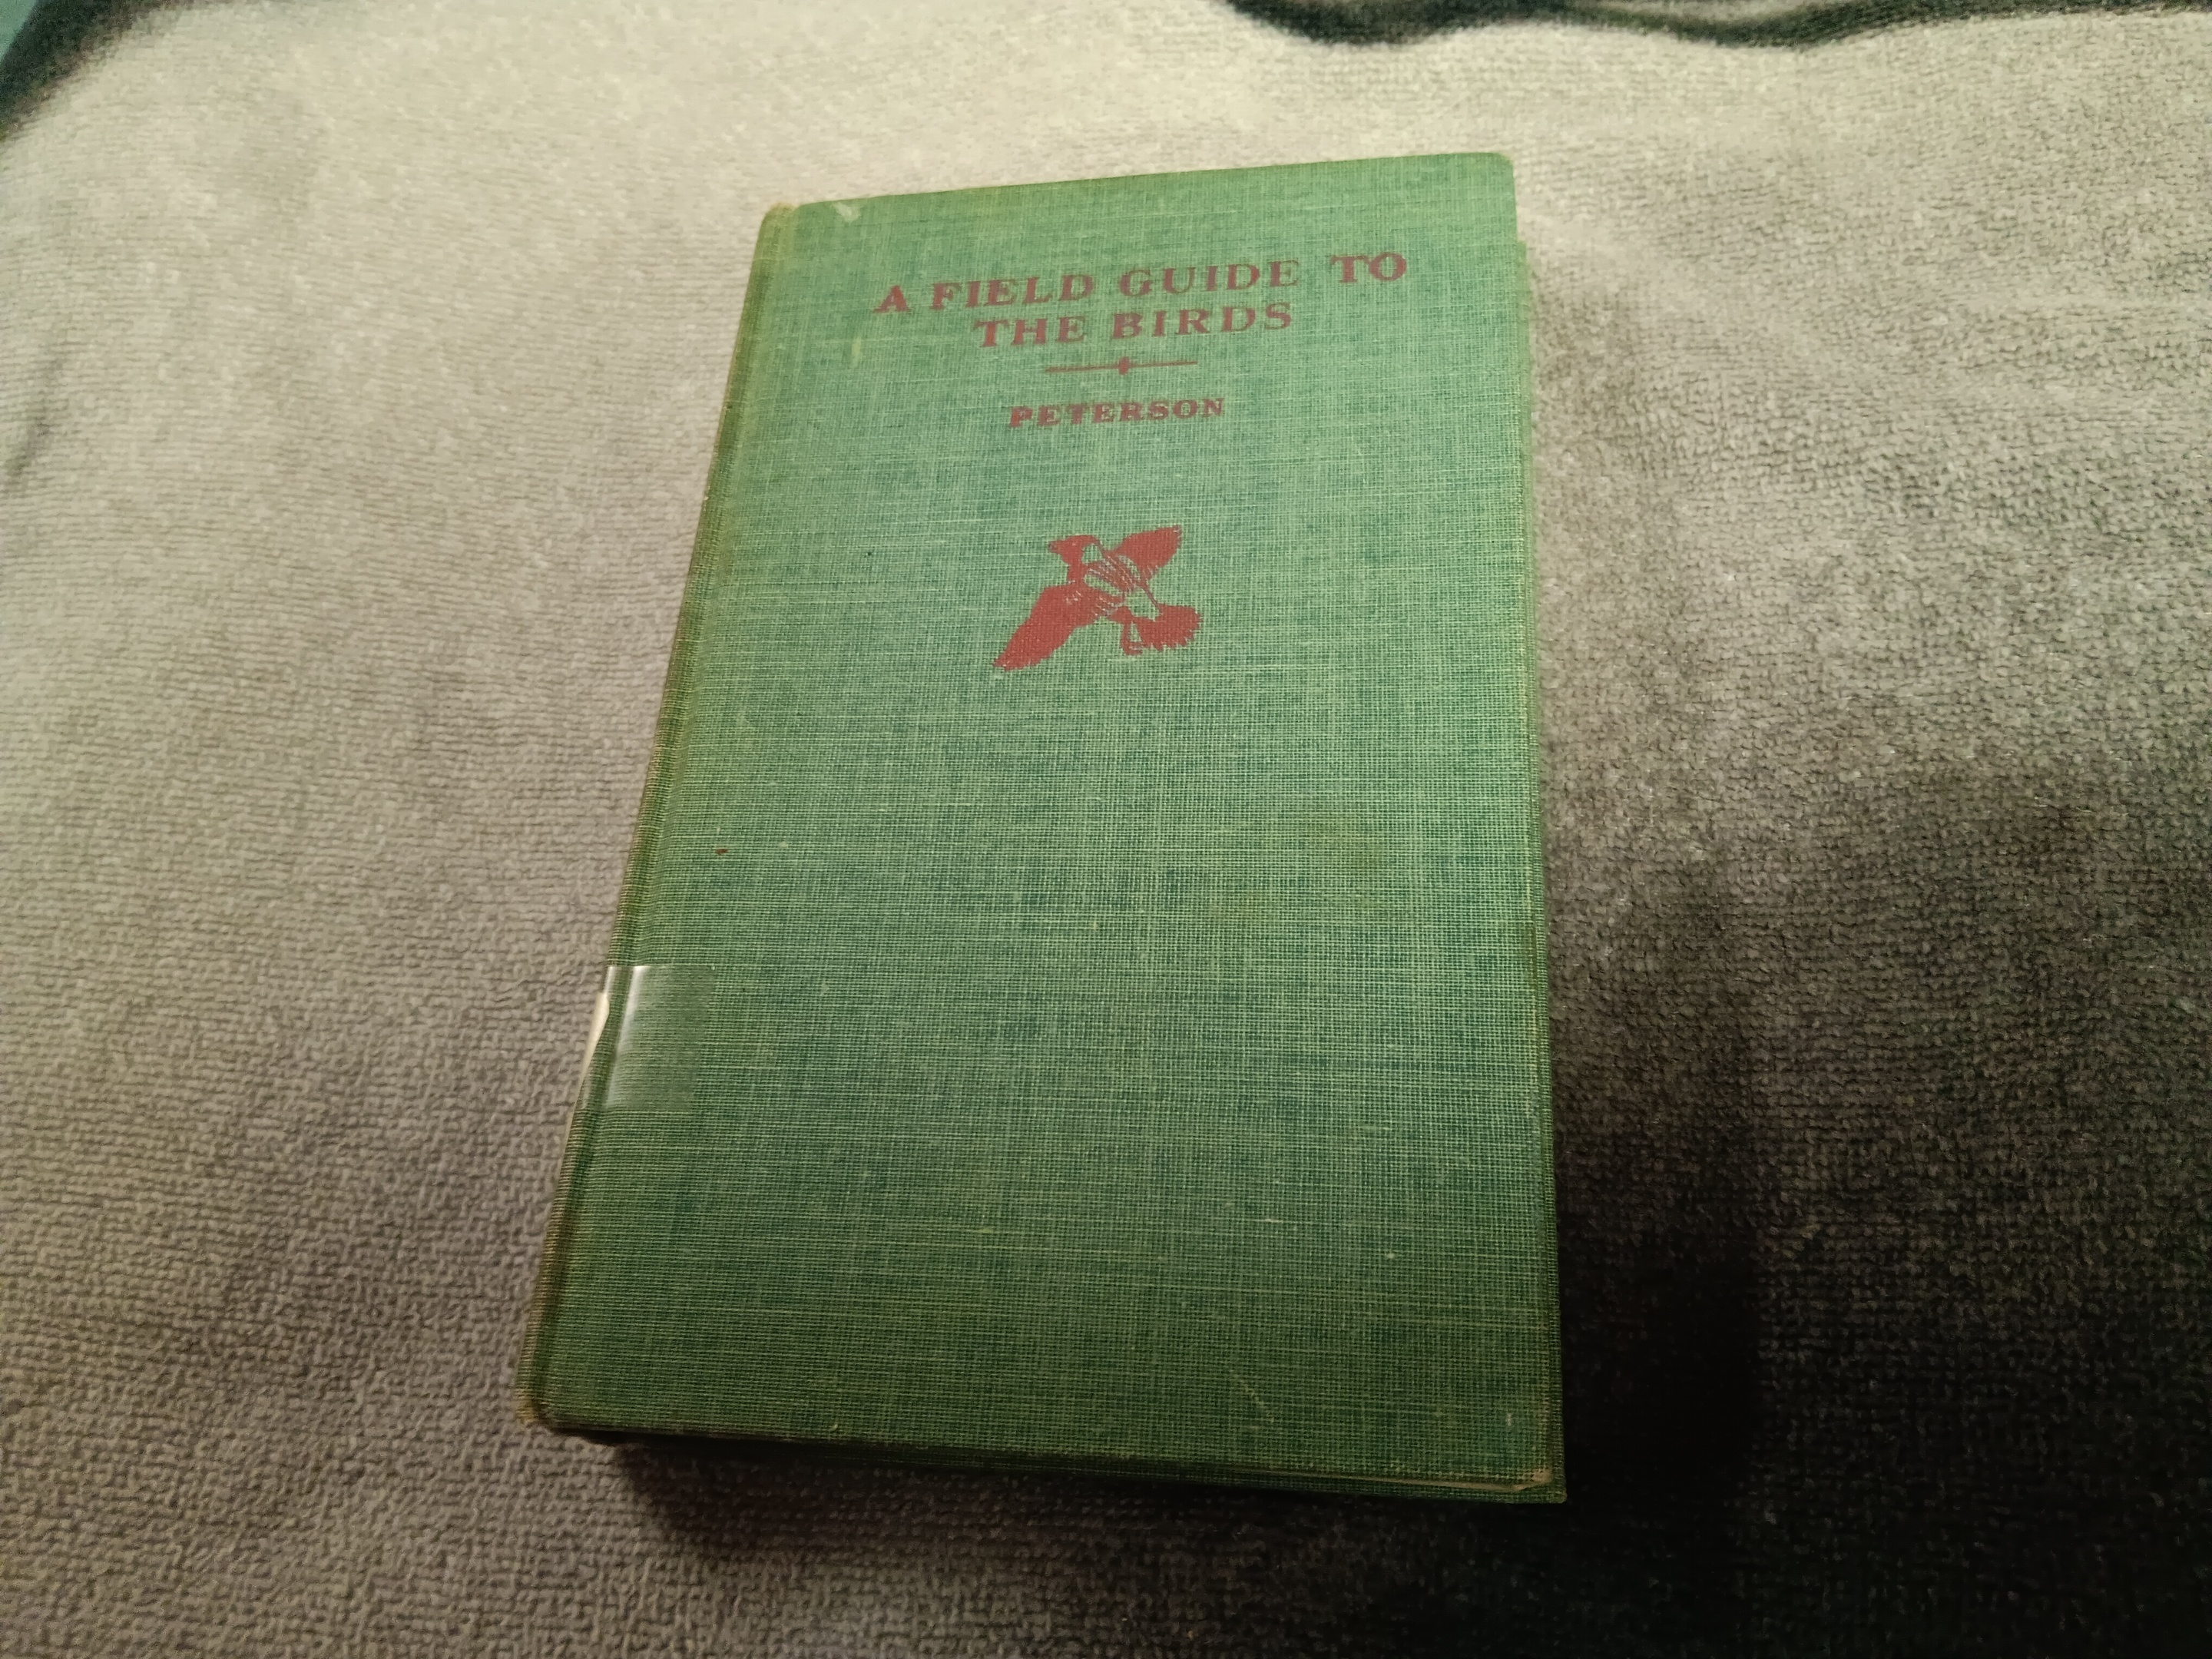 A FIELD GUIDE TO
THE BIRDS
PETERSON